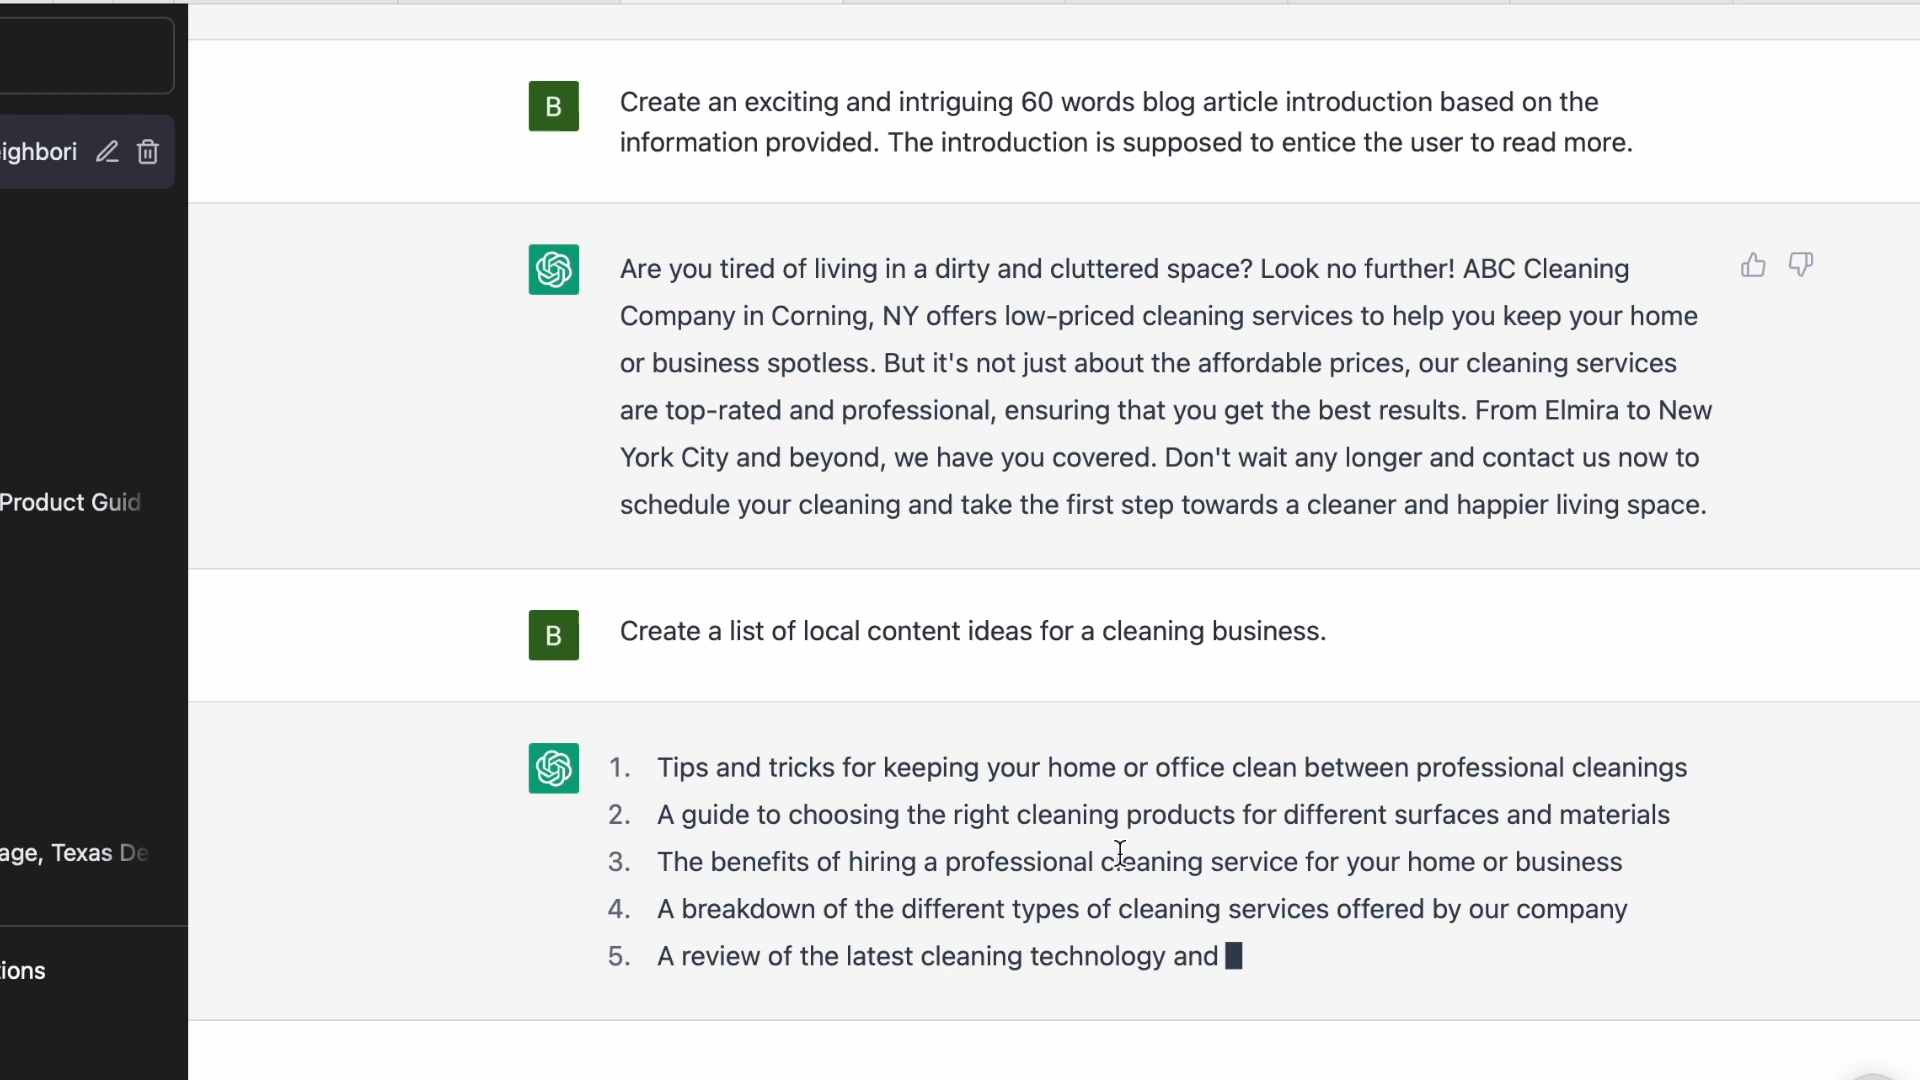 B
Create an exciting and intriguing 60 words blog article introduction based on the
information provided. The introduction is supposed to entice the user to read more.
ighbori
Are you tired of living in a dirty and cluttered space? Look no further! ABC Cleaning
Company in Corning, NY offers low-priced cleaning services to help you keep your home
or business spotless. But it's not just about the affordable prices, our cleaning services
are top-rated and professional, ensuring that you get the best results. From Elmira to New
York City and beyond, we have you covered. Don't wait any longer and contact us now to
schedule your cleaning and take the first step towards a cleaner and happier living space.
Product Guid
B
Create a list of local content ideas for a cleaning business.
1. Tips and tricks for keeping your home or office clean between professional cleanings
2. A guide to choosing the right cleaning products for different surfaces and materials
3. The benefits of hiring a professional cleaning service for your home or business
4. A breakdown of the different types of cleaning services offered by our company
5. A review of the latest cleaning technology and
age, Texas De
ions